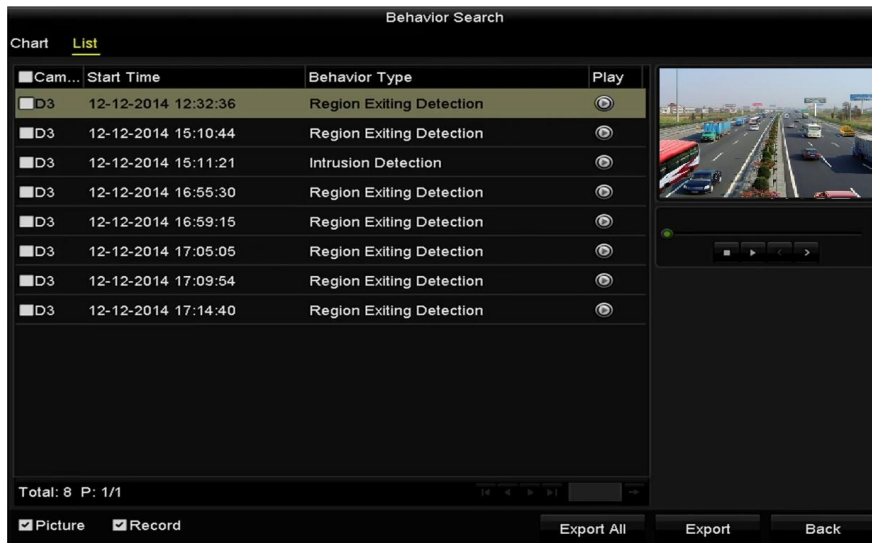 Behavior Search
Chart List
Cam... Start Time Behavior Type Play
D3 12-12-2014 12:32:36 Region Exiting Detection
D3 12-12-2014 15:10:44 Region Exiting Detection
D3 12-12-2014 15:11:21 Intrusion Detection
D3 12-12-2014 16:55:30 Region Exiting Detection
D3 12-12-2014 16:59:15 Region Exiting Detection
D3 12-12-2014 17:05:05 Region Exiting Detection
D3 12-12-2014 17:09:54 Region Exiting Detection
D3 12-12-2014 17:14:40 Region Exiting Detection
Total: 8 P: 1/1
Picture Record Export All Export Back